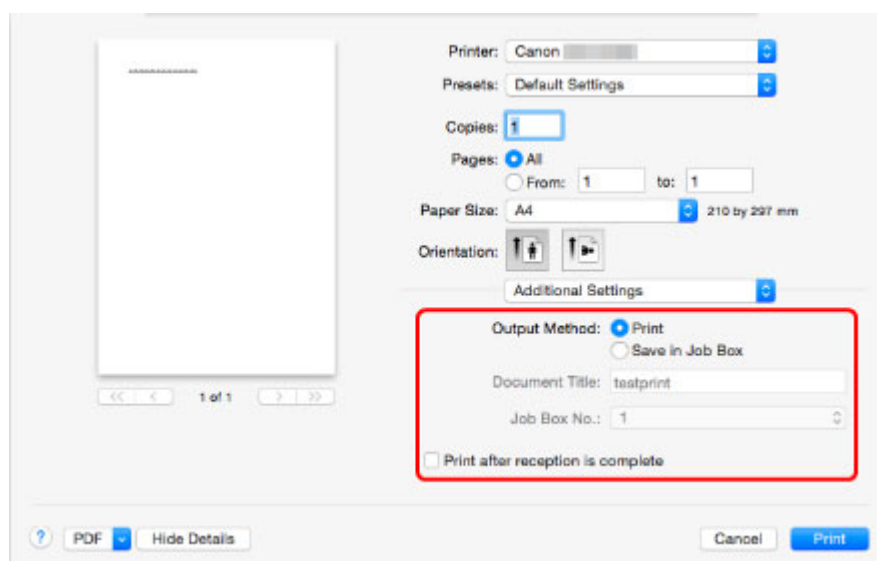 Printer: Canon
Presets: Default Settings
Copies: 1
Pages: All
From: 1 to: 1
Paper Size: A4 210 by 297 mm
Orientation:
Additional Settings
Output Method: Print
Save in Job Box
Document Title: testprint
Job Box No.: 1
Print after reception is complete
<< < 1 of 1 > >>
? PDF Hide Details Cancel Print